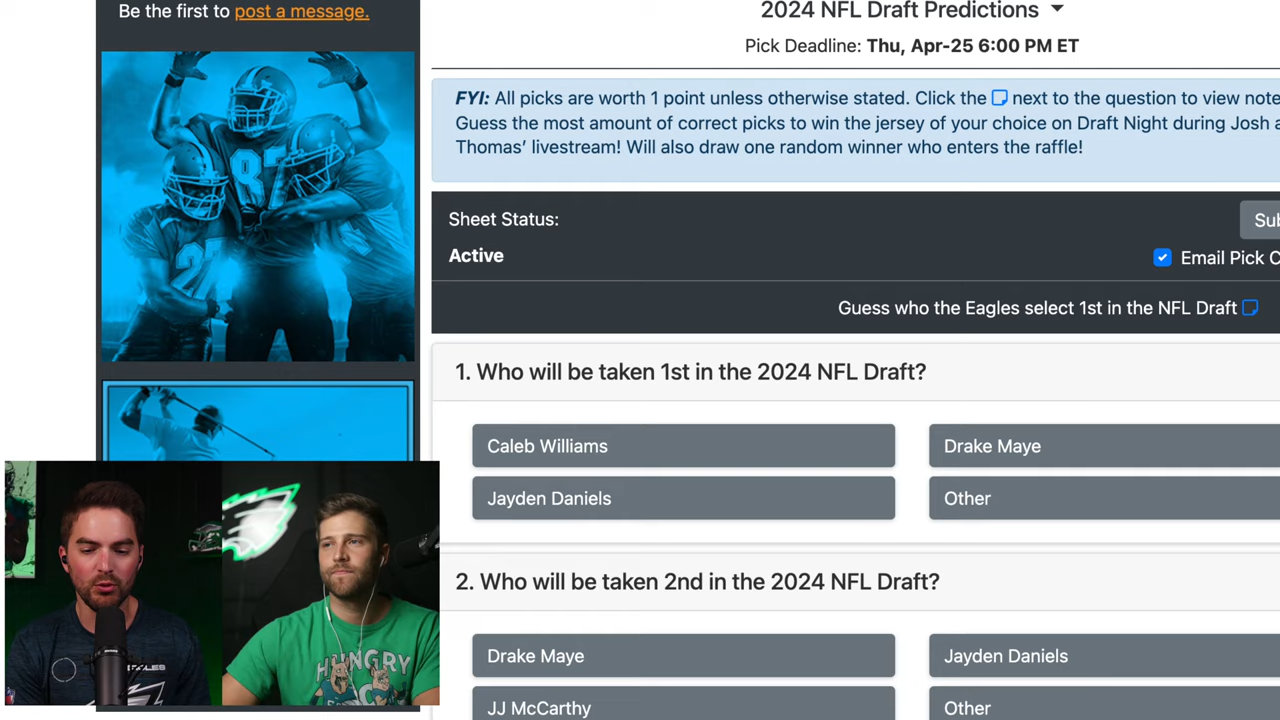 Be the first to post a message.
87
27
2024 NFL Draft Predictions
Pick Deadline: Thu, Apr-25 6:00 PM ET
FYI: All picks are worth 1 point unless otherwise stated. Click the next to the question to view note
Guess the most amount of correct picks to win the jersey of your choice on Draft Night during Josh a
Thomas’ livestream! Will also draw one random winner who enters the raffle!
Sheet Status:
Sub
Active
Email Pick C
Guess who the Eagles select 1st in the NFL Draft
1. Who will be taken 1st in the 2024 NFL Draft?
Caleb Williams
Drake Maye
Jayden Daniels
Other
2. Who will be taken 2nd in the 2024 NFL Draft?
Drake Maye
Jayden Daniels
JJ McCarthy
Other
HUNGRY